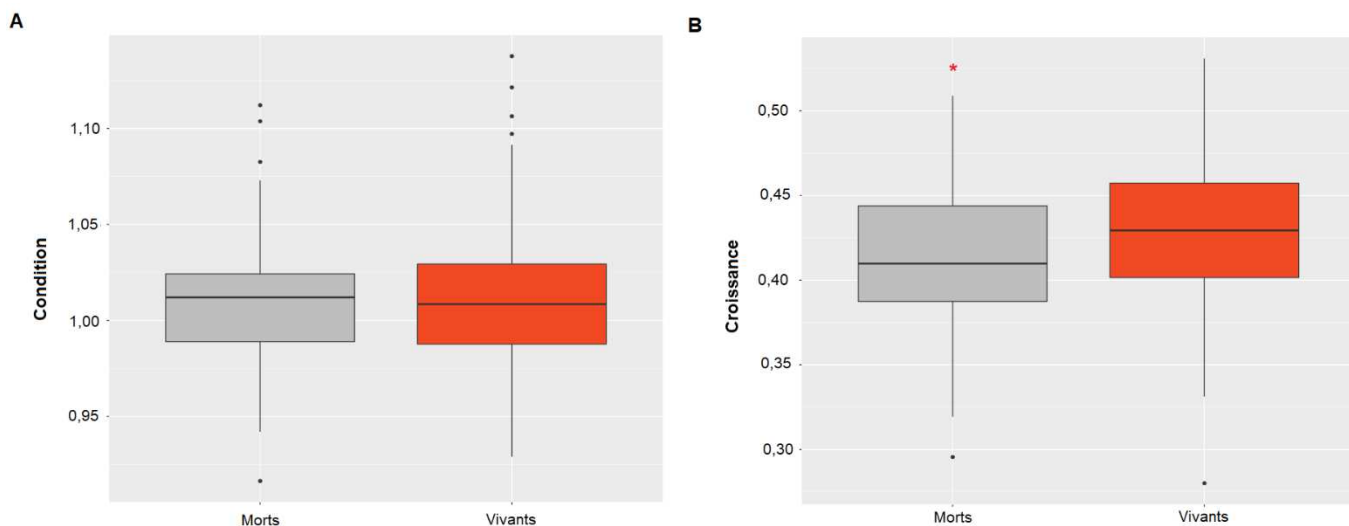 A
Condition
1,10
1,05
1,00
0,95
Morts
Vivants
B
Croissance
*
0,50
0,45
0,40
0,35
0,30
Morts
Vivants